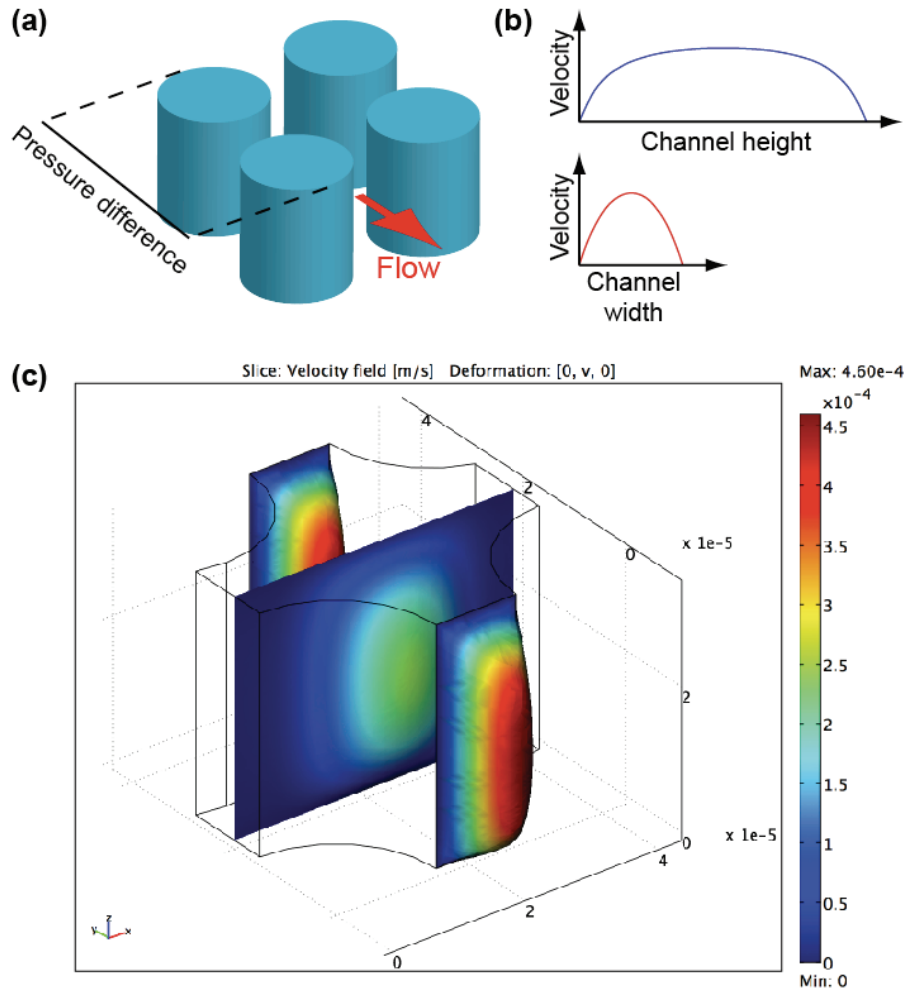 (a)
Pressure difference
Flow
(b)
Velocity
Channel height
Velocity
Channel
width
(c)
Slice: Velocity field [m/s] Deformation: [0, v, 0]
Max: 4.60e-4
×10⁻⁴
4.5
4
3.5
3
2.5
2
1.5
1
0.5
0
Min: 0
4
2
0
x 1e-5
2
0
x 1e-5
4
2
0
z
y
x